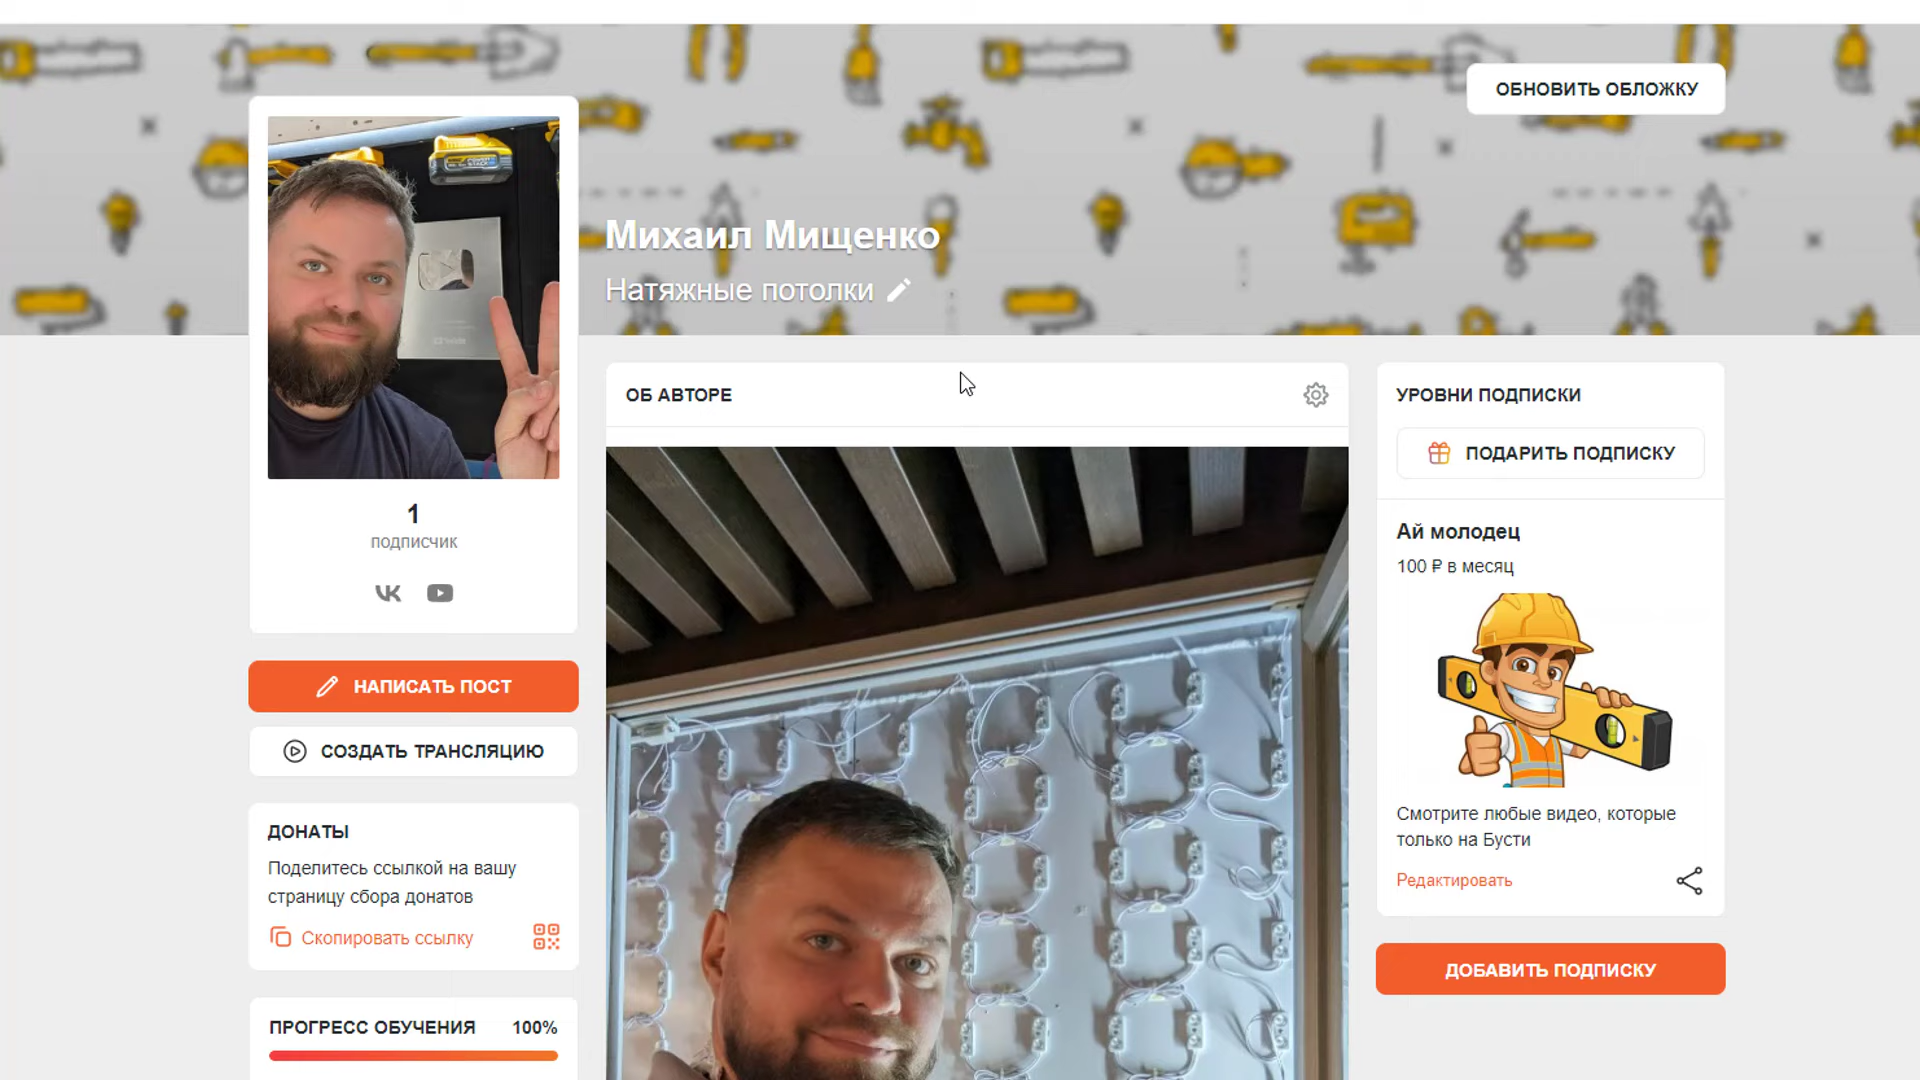 ОБНОВИТЬ ОБЛОЖКУ
Михаил Мищенко
Натяжные потолки
1
подписчик
НАПИСАТЬ ПОСТ
СОЗДАТЬ ТРАНСЛЯЦИЮ
ДОНАТЫ
Поделитесь ссылкой на вашу
страницу сбора донатов
Скопировать ссылку
ПРОГРЕСС ОБУЧЕНИЯ 100%
ОБ АВТОРЕ
УРОВНИ ПОДПИСКИ
ПОДАРИТЬ ПОДПИСКУ
Ай молодец
100 ₽ в месяц
Смотрите любые видео, которые
только на Бусти
Редактировать
ДОБАВИТЬ ПОДПИСКУ